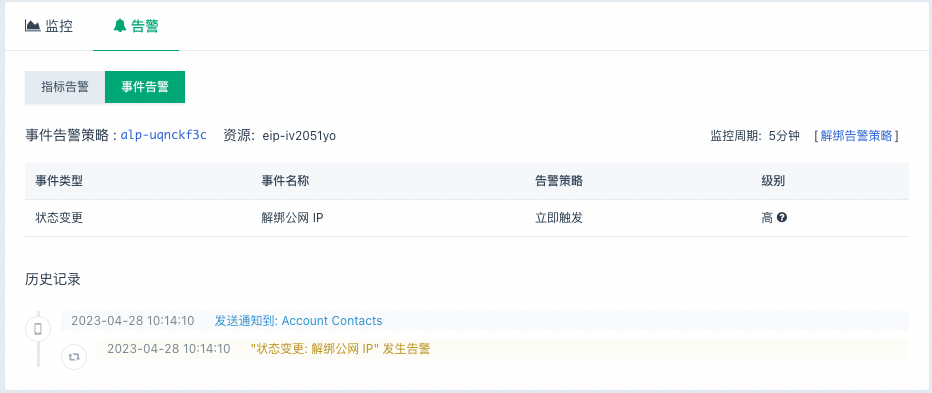 监控 告警
指标告警 事件告警
事件告警策略 : alp-uqnckf3c 资源: eip-iv2051yo 监控周期: 5分钟 [ 解绑告警策略 ]
事件类型 事件名称 告警策略 级别
状态变更 解绑公网 IP 立即触发 高
历史记录
2023-04-28 10:14:10 发送通知到: Account Contacts
2023-04-28 10:14:10 "状态变更: 解绑公网 IP" 发生告警